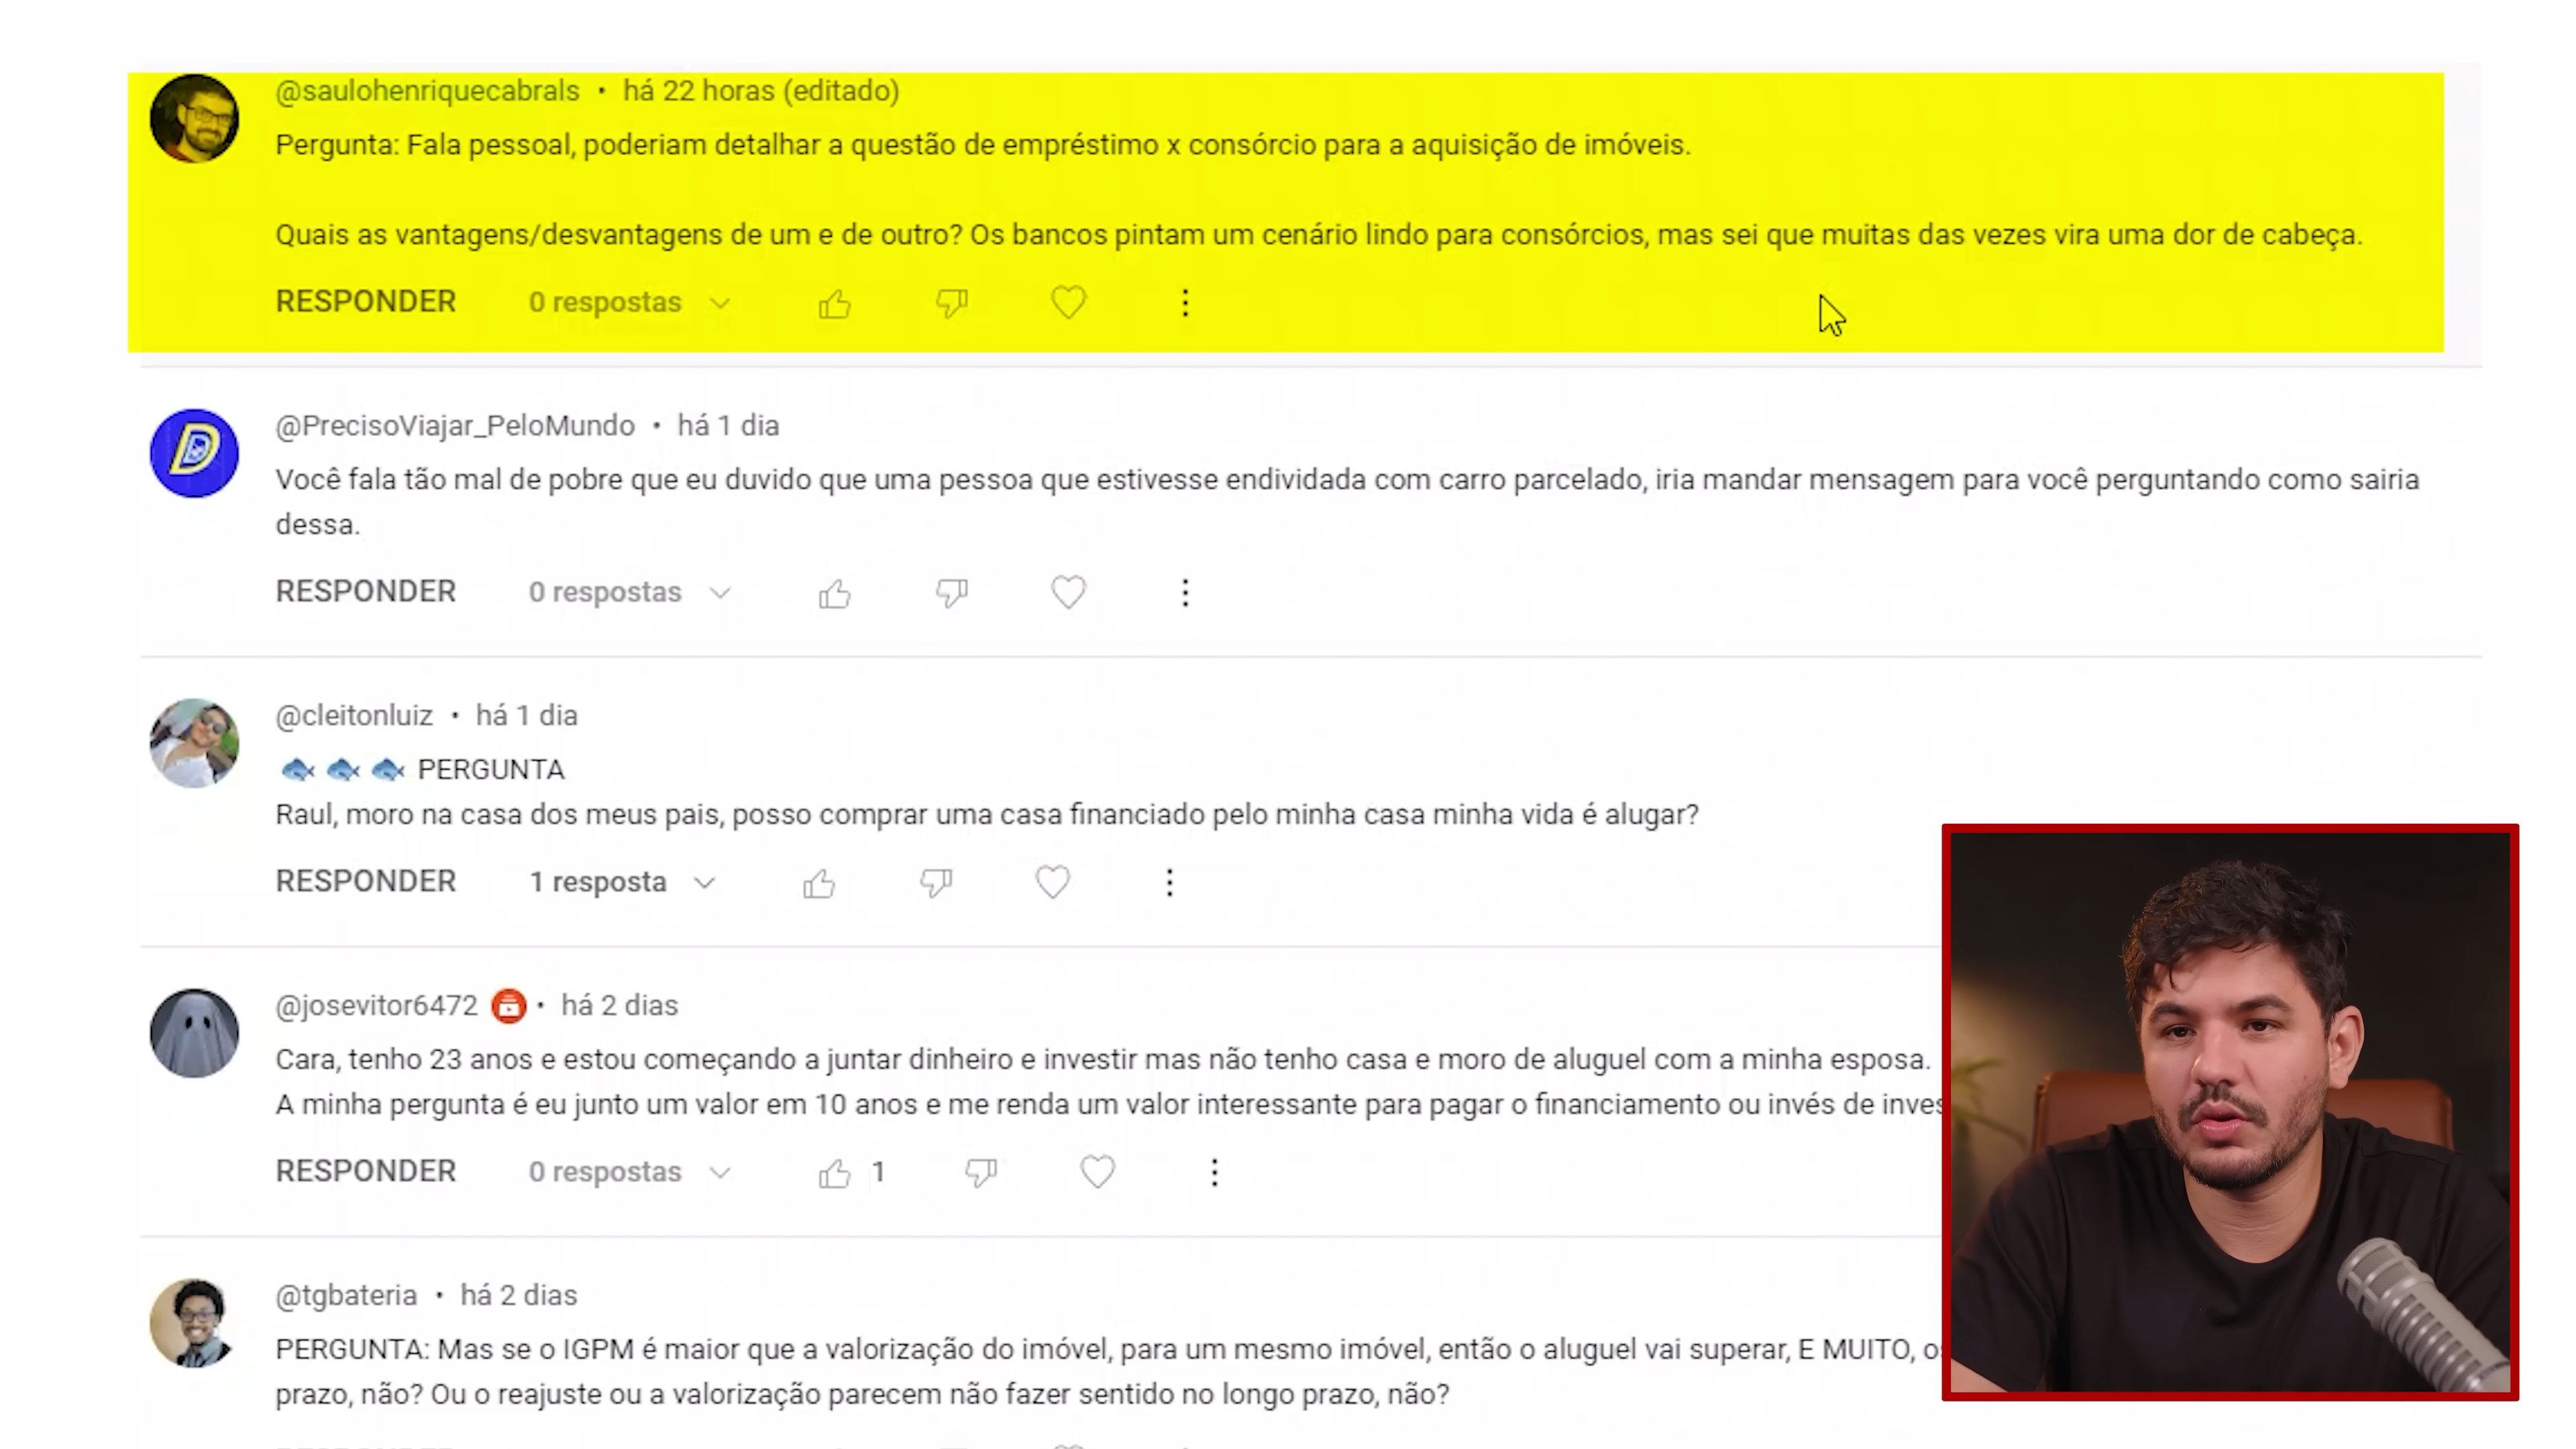 @saulohenriquecabrals • há 22 horas (editado)
Pergunta: Fala pessoal, poderiam detalhar a questão de empréstimo x consórcio para a aquisição de imóveis.
Quais as vantagens/desvantagens de um e de outro? Os bancos pintam um cenário lindo para consórcios, mas sei que muitas das vezes vira uma dor de cabeça.
RESPONDER 0 respostas
@PrecisoViajar_PeloMundo • há 1 dia
Você fala tão mal de pobre que eu duvido que uma pessoa que estivesse endividada com carro parcelado, iria mandar mensagem para você perguntando como sairia
dessa.
RESPONDER 0 respostas
@cleitonluiz • há 1 dia
🐟 🐟 🐟 PERGUNTA
Raul, moro na casa dos meus pais, posso comprar uma casa financiado pelo minha casa minha vida é alugar?
RESPONDER 1 resposta
@josevitor6472 • há 2 dias
Cara, tenho 23 anos e estou começando a juntar dinheiro e investir mas não tenho casa e moro de aluguel com a minha esposa.
A minha pergunta é eu junto um valor em 10 anos e me renda um valor interessante para pagar o financiamento ou invés de
RESPONDER 0 respostas 1
@tgbateria • há 2 dias
PERGUNTA: Mas se o IGPM é maior que a valorização do imóvel, para um mesmo imóvel, então o aluguel vai superar, E MUITO,
prazo, não? Ou o reajuste ou a valorização parecem não fazer sentido no longo prazo, não?